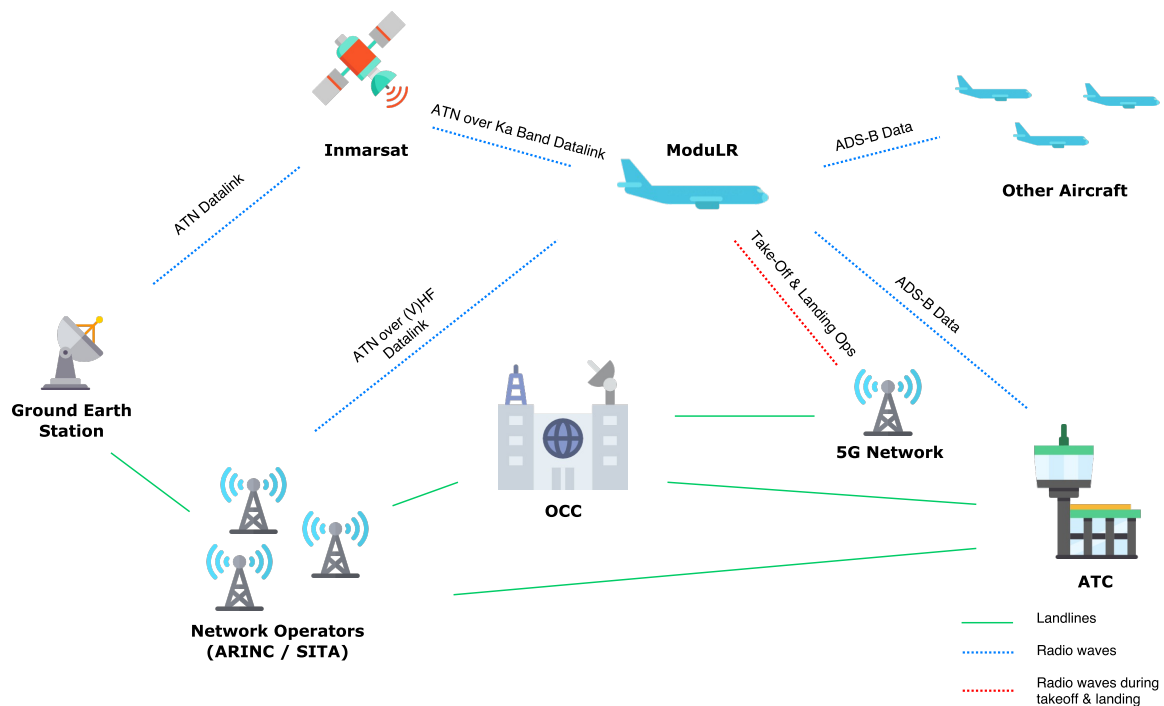 ATN over Ka Band Datalink
Inmarsat
ModuLR
ADS-B Data
Other Aircraft
ATN Datalink
Take-Off & Landing Ops
ADS-B Data
ATN over (V)HF
Datalink
Ground Earth
Station
5G Network
OCC
ATC
Network Operators
(ARINC / SITA)
Landlines
Radio waves
Radio waves during
takeoff & landing